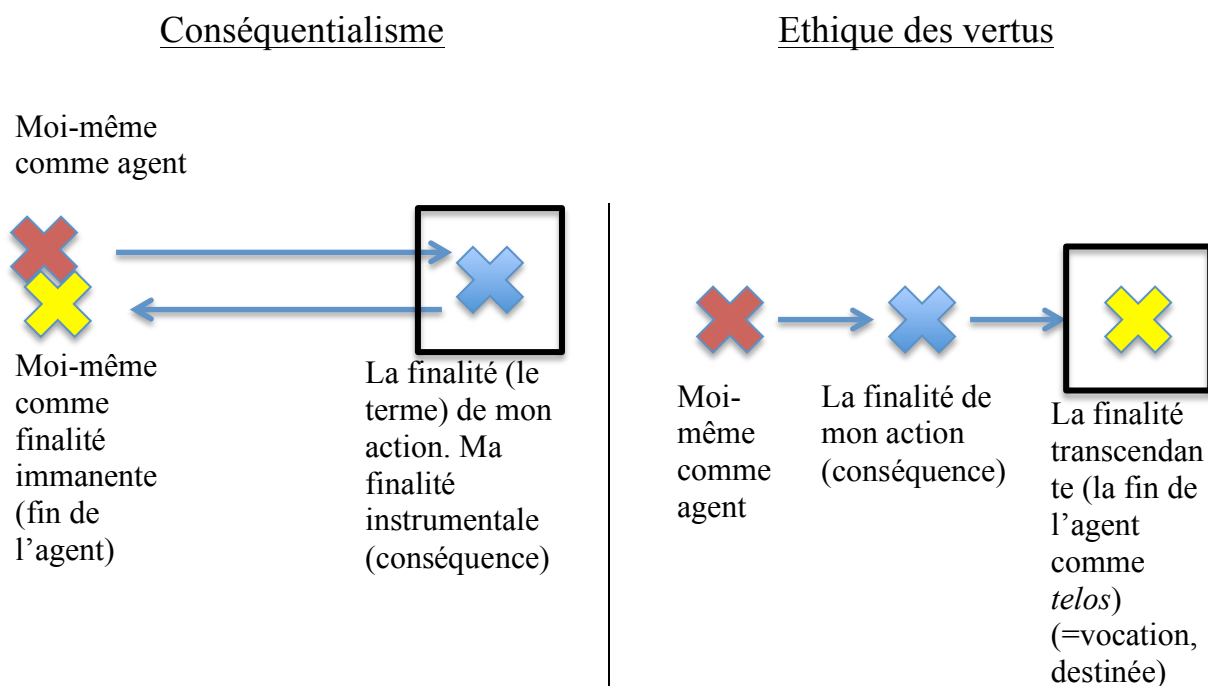 Conséquentialisme
Ethique des vertus
Moi-même
comme agent
Moi-même
comme
finalité
immanente
(fin de
l’agent)
La finalité (le
terme) de mon
action. Ma
finalité
instrumentale
(conséquence)
Moi-
même
comme
agent
La finalité de
mon action
(conséquence)
La finalité
transcendan
te (la fin de
l’agent
comme
telos)
(=vocation,
destinée)